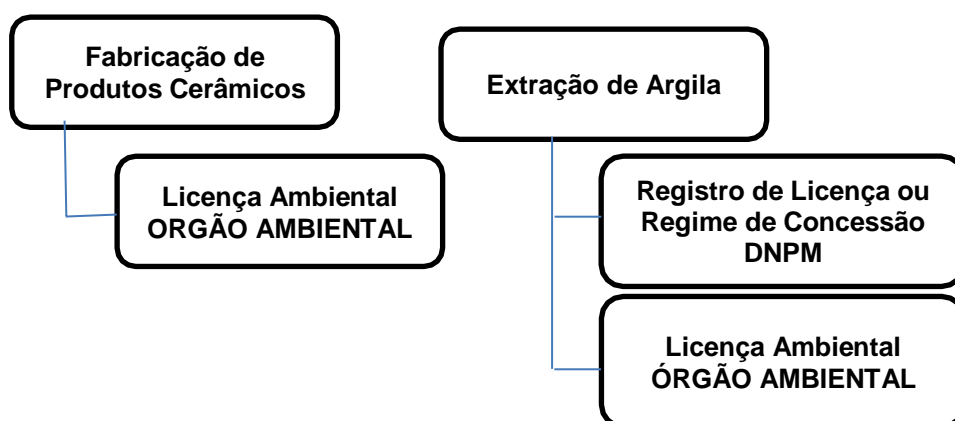 Fabricação de
Produtos Cerâmicos
Licença Ambiental
ORGÃO AMBIENTAL
Extração de Argila
Registro de Licença ou
Regime de Concessão
DNPM
Licença Ambiental
ÓRGÃO AMBIENTAL